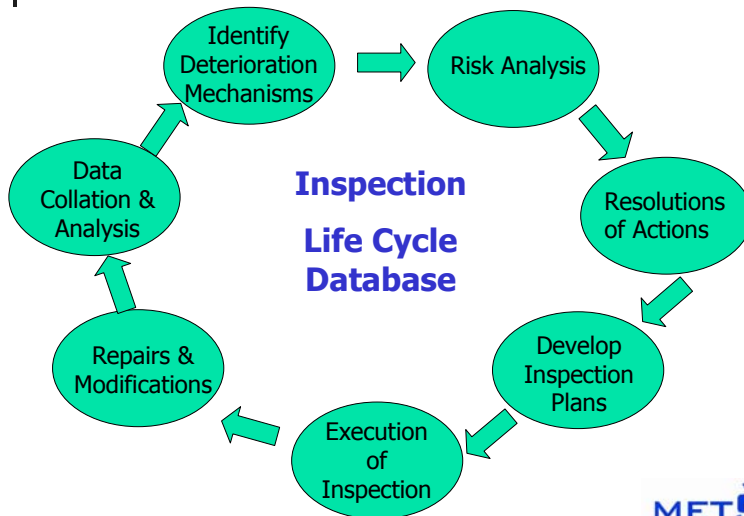 Identify
Deterioration
Mechanisms
Risk Analysis
Resolutions
of Actions
Develop
Inspection
Plans
Execution
of
Inspection
Repairs &
Modifications
Data
Collation &
Analysis
Inspection
Life Cycle
Database
MET